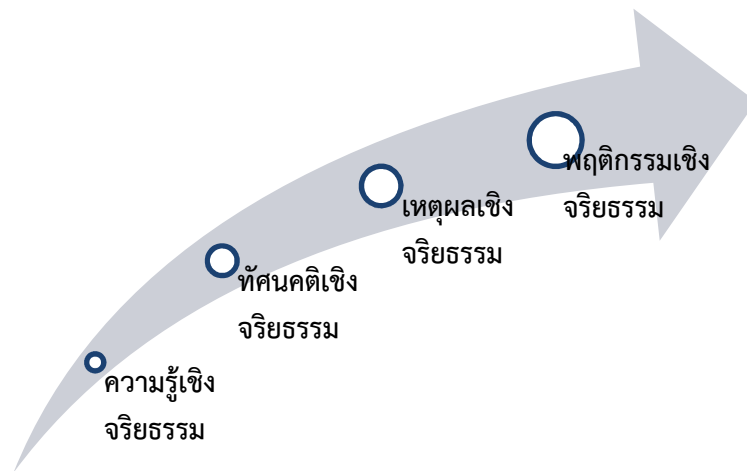 พฤติกรรมเชิง
จริยธรรม
เหตุผลเชิง
จริยธรรม
ทัศนคติเชิง
จริยธรรม
ความรู้เชิง
จริยธรรม